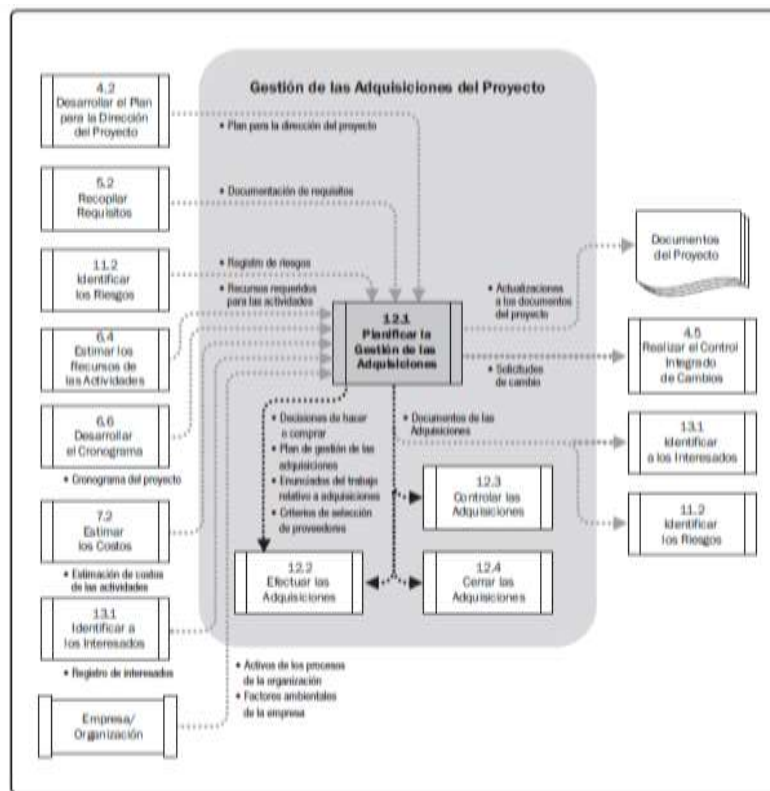 Gestión de las Adquisiciones del Proyecto
4.2
Desarrollar el Plan
para la Dirección
del Proyecto
• Plan para la dirección del proyecto
5.2
Recopilar
Requisitos
• Documentación de requisitos
11.2
Identificar
los Riesgos
• Registro de riesgos
• Recursos requeridos
para las actividades
6.4
Estimar los
Recursos de
las Actividades
6.6
Desarrollar
el Cronograma
• Cronograma del proyecto
7.2
Estimar
los Costos
• Estimación de costos
de las actividades
13.1
Identificar a
los Interesados
• Registro de interesados
Empresa/
Organización
• Activos de los procesos
de la organización
• Factores ambientales
de la empresa
12.1
Planificar la
Gestión de las
Adquisiciones
• Decisiones de hacer
o comprar
• Plan de gestión de las
adquisiciones
• Enunciados del trabajo
relativo a adquisiciones
• Criterios de selección
de proveedores
• Documentos de las
Adquisiciones
12.2
Efectuar las
Adquisiciones
12.3
Controlar las
Adquisiciones
12.4
Cerrar las
Adquisiciones
• Actualizaciones
a los documentos
del proyecto
• Solicitudes
de cambio
Documentos
del Proyecto
4.5
Realizar el Control
Integrado
de Cambios
13.1
Identificar
a los Interesados
11.2
Identificar
los Riesgos